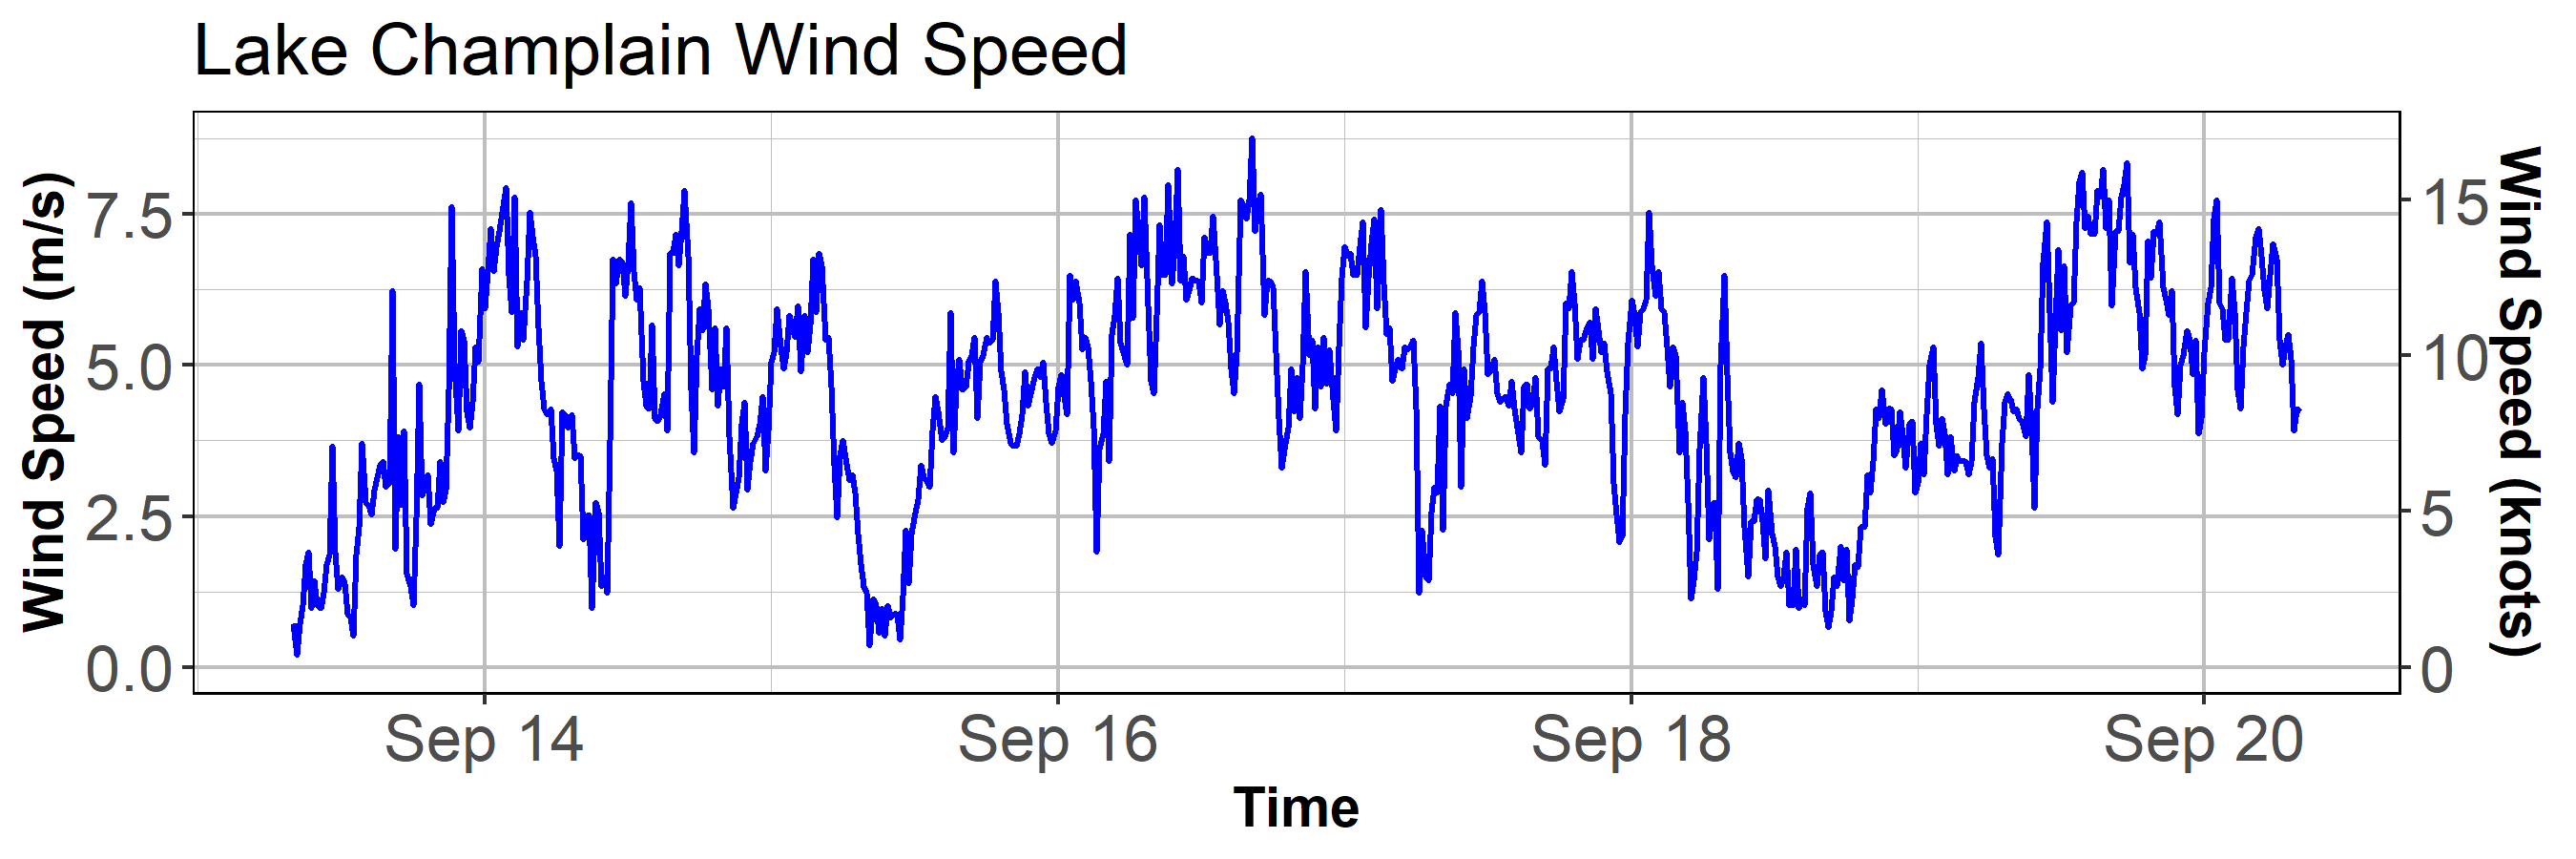 Lake Champlain Wind Speed
Wind Speed (m/s)
7.5
5.0
2.5
0.0
15
10
5
0
Wind Speed (knots)
Sep 14
Sep 16
Sep 18
Sep 20
Time